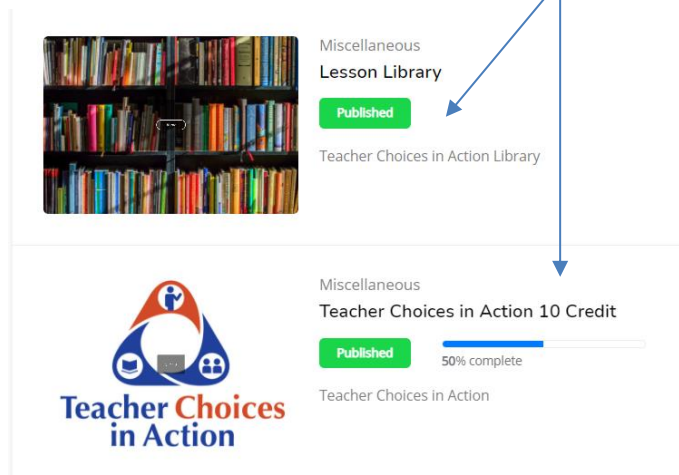 Miscellaneous
Lesson Library
Published
Teacher Choices in Action Library
Miscellaneous
Teacher Choices in Action 10 Credit
Published
50% complete
Teacher Choices in Action
Teacher Choices
in Action